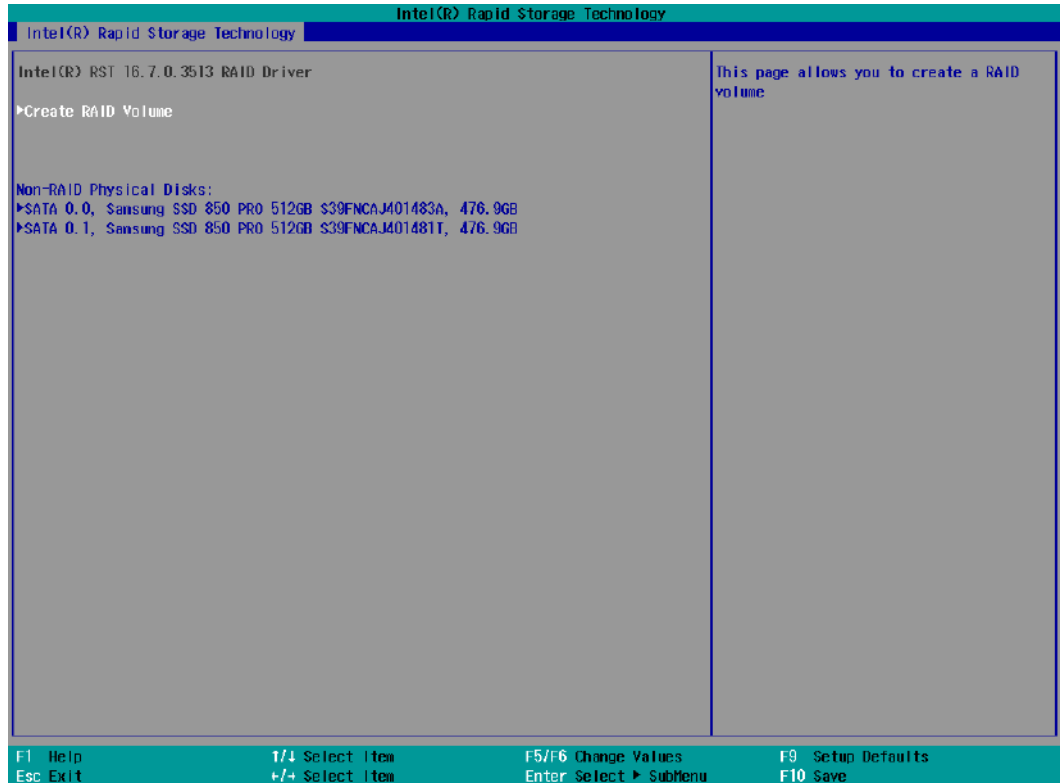 Intel(R) Rapid Storage Technology
Intel(R) Rapid Storage Technology
Intel(R) RST 16.7.0.3513 RAID Driver
This page allows you to create a RAID
volume
▶Create RAID Volume
Non-RAID Physical Disks:
▶SATA 0.0, Samsung SSD 850 PRO 512GB S39FNCAJ401483A, 476.9GB
▶SATA 0.1, Samsung SSD 850 PRO 512GB S39FNCAJ401481T, 476.9GB
F1 Help ↑/↓ Select Item F5/F6 Change Values F9 Setup Defaults
Esc Exit ←/→ Select Item Enter Select ▶ SubMenu F10 Save